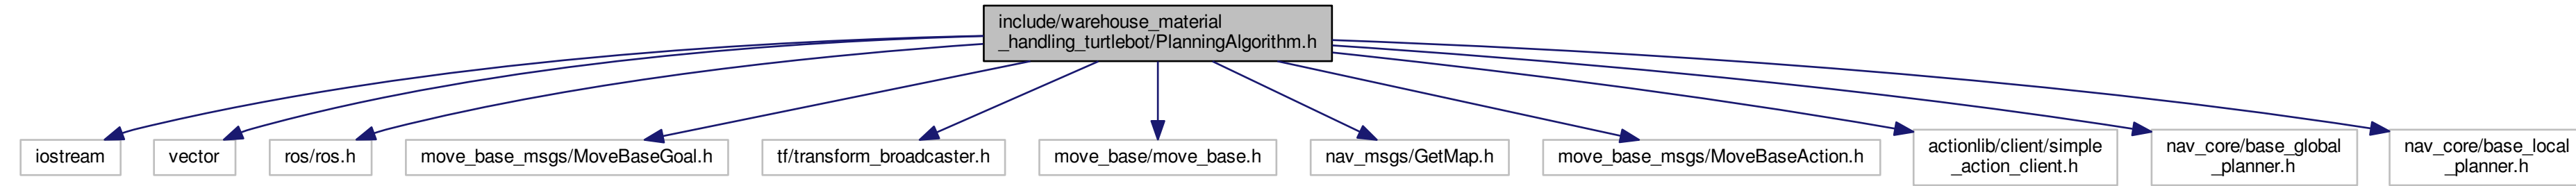 include/warehouse_material
_handling_turtlebot/PlanningAlgorithm.h
iostream
vector
ros/ros.h
move_base_msgs/MoveBaseGoal.h
tf/transform_broadcaster.h
move_base/move_base.h
nav_msgs/GetMap.h
move_base_msgs/MoveBaseAction.h
actionlib/client/simple
_action_client.h
nav_core/base_global
_planner.h
nav_core/base_local
_planner.h